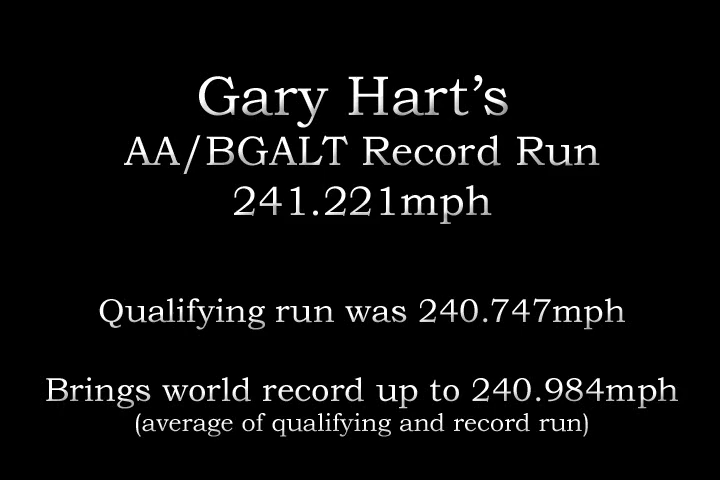 Gary Hart’s
AA/BGALT Record Run
241.221mph
Qualifying run was 240.747mph
Brings world record up to 240.984mph
(average of qualifying and record run)